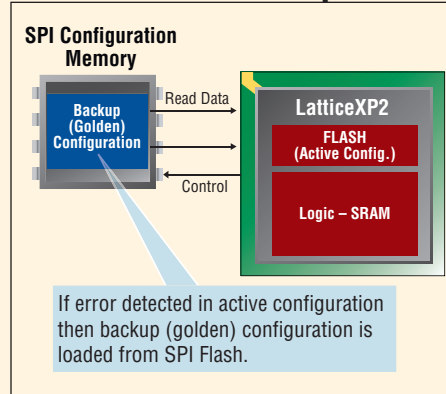 SPI Configuration
Memory
Backup
(Golden)
Configuration
Read Data
Control
LatticeXP2
FLASH
(Active Config.)
Logic – SRAM
If error detected in active configuration
then backup (golden) configuration is
loaded from SPI Flash.